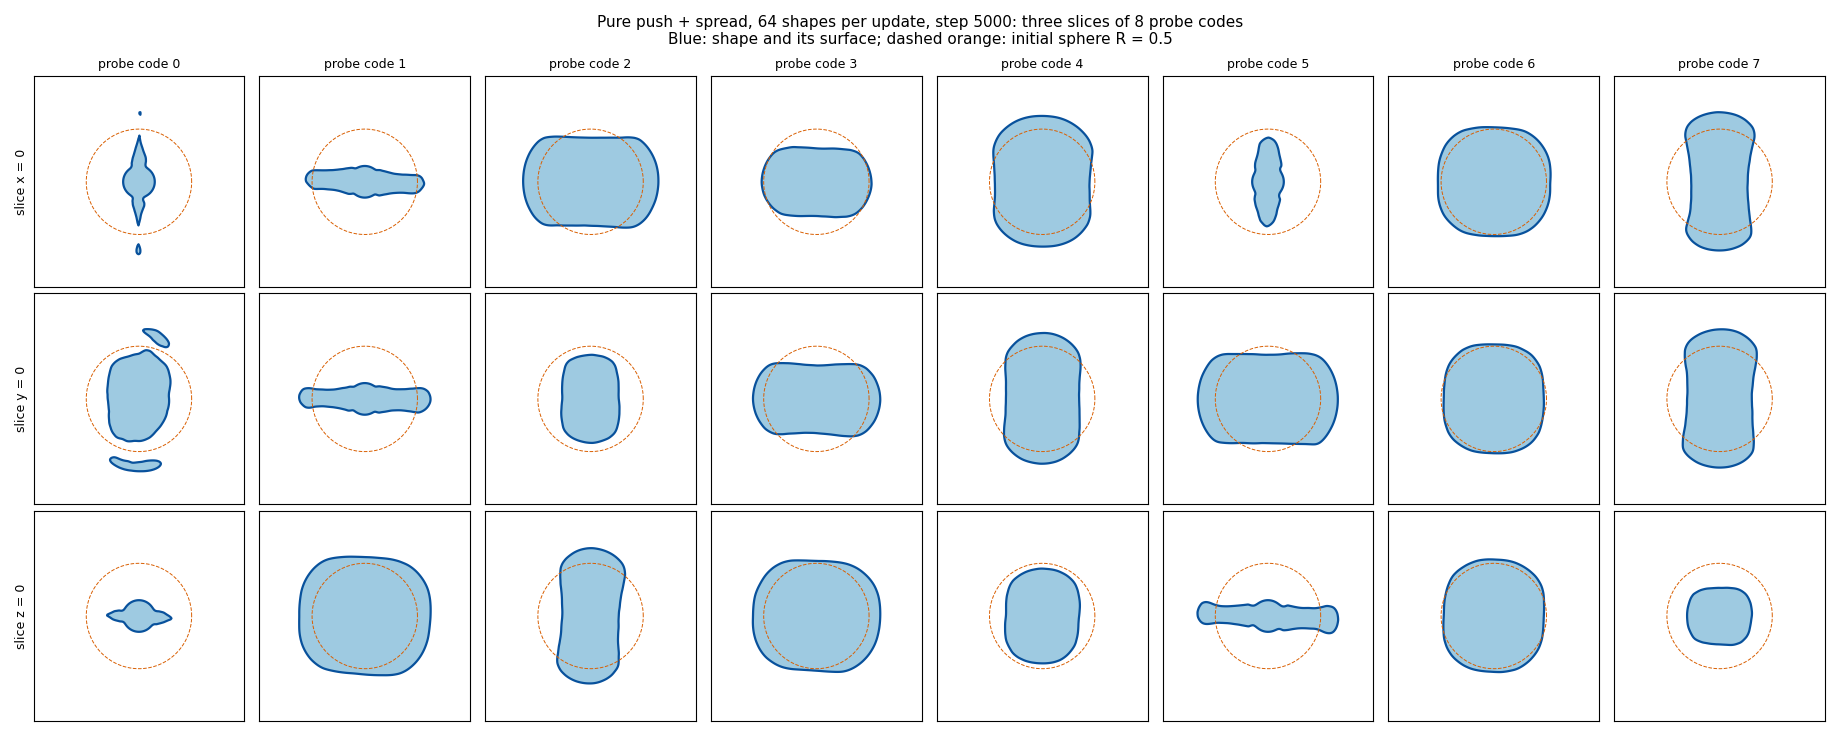 Pure push + spread, 64 shapes per update, step 5000: three slices of 8 probe codes
Blue: shape and its surface; dashed orange: initial sphere R = 0.5
probe code 0
probe code 1
probe code 2
probe code 3
probe code 4
probe code 5
probe code 6
probe code 7
slice x = 0
slice y = 0
slice z = 0